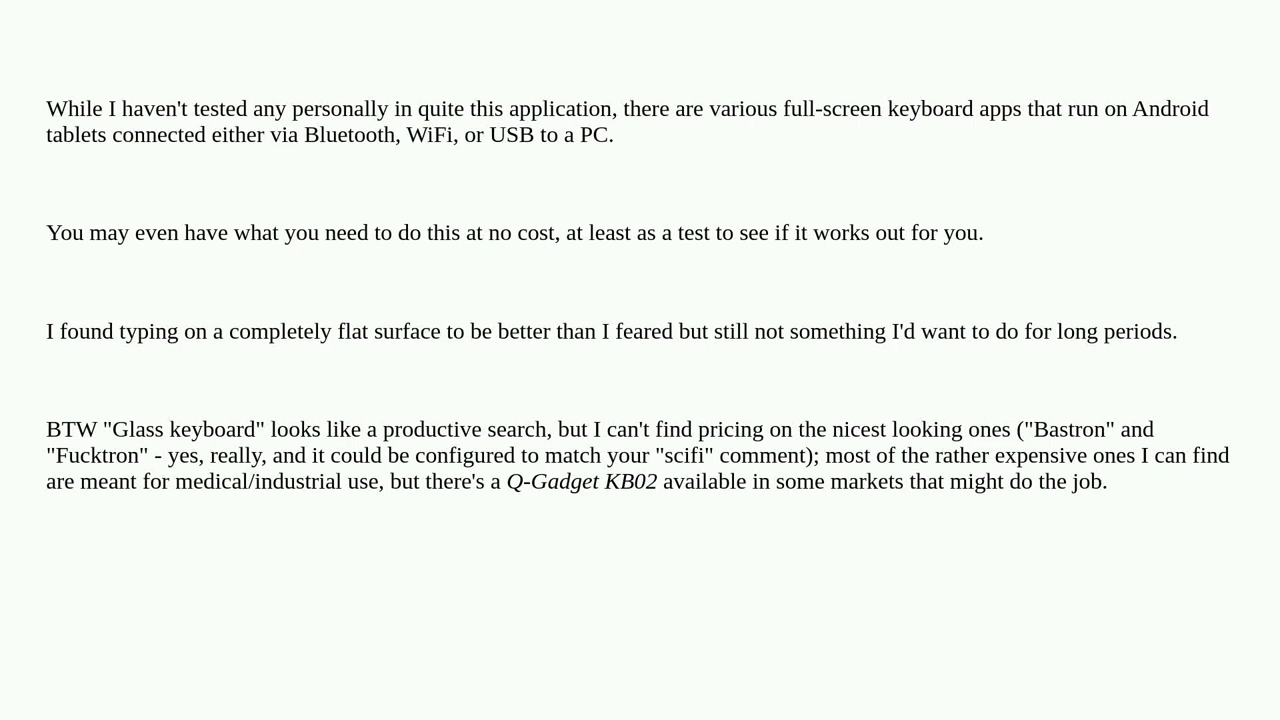 While I haven't tested any personally in quite this application, there are various full-screen keyboard apps that run on Android
tablets connected either via Bluetooth, WiFi, or USB to a PC.
You may even have what you need to do this at no cost, at least as a test to see if it works out for you.
I found typing on a completely flat surface to be better than I feared but still not something I'd want to do for long periods.
BTW "Glass keyboard" looks like a productive search, but I can't find pricing on the nicest looking ones ("Bastron" and
"Fucktron" - yes, really, and it could be configured to match your "scifi" comment); most of the rather expensive ones I can find
are meant for medical/industrial use, but there's a Q-Gadget KB02 available in some markets that might do the job.